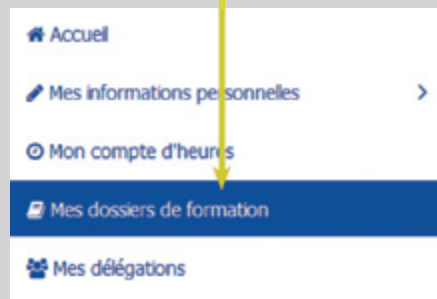 Accueil
Mes informations personnelles
Mon compte d'heures
Mes dossiers de formation
Mes délégations